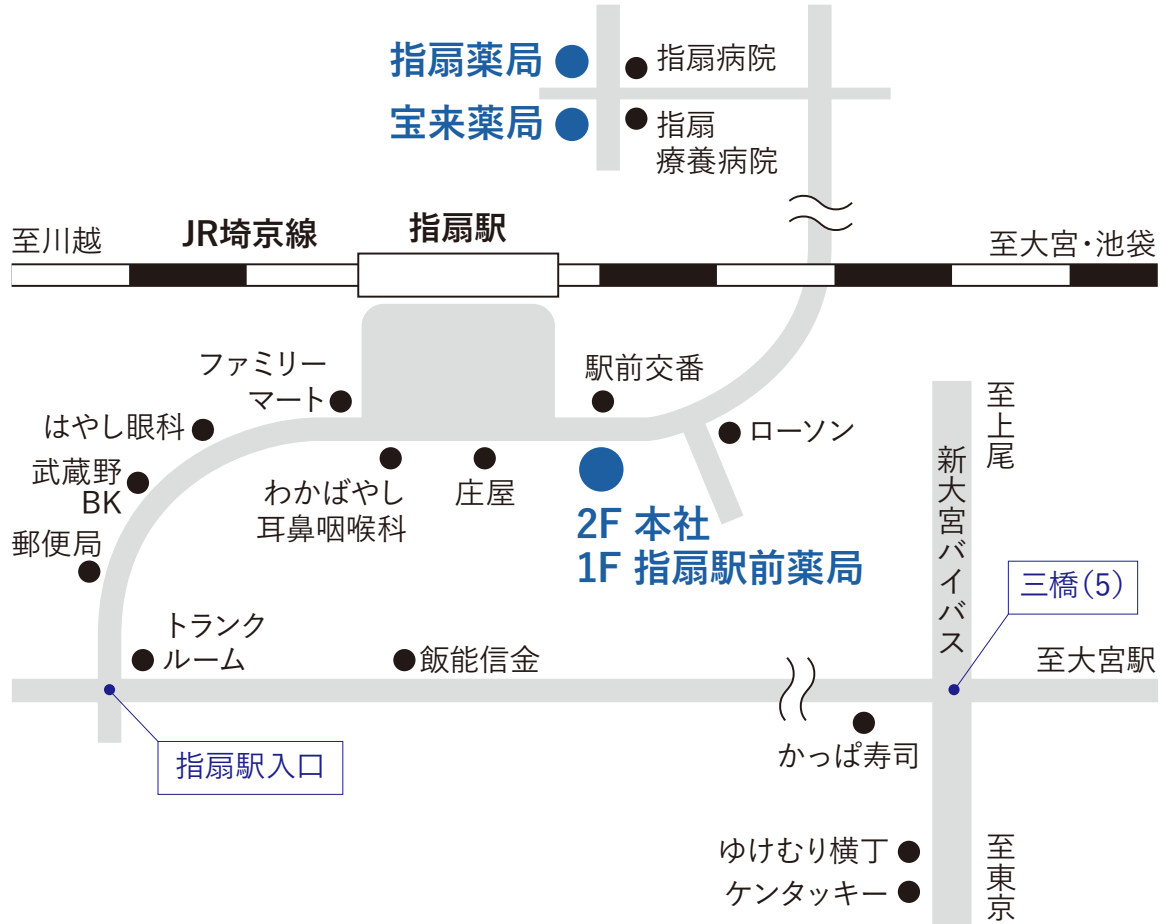 指扇薬局
指扇病院
宝来薬局
指扇
療養病院
至川越
JR埼京線
指扇駅
至大宮・池袋
ファミリー
マート
駅前交番
はやし眼科
ローソン
至上尾
武蔵野
BK
わかばやし
耳鼻咽喉科
庄屋
新大宮バイパス
2F 本社
1F 指扇駅前薬局
郵便局
三橋(5)
トランク
ルーム
飯能信金
至大宮駅
かっぱ寿司
指扇駅入口
ゆけむり横丁
ケンタッキー
至東京